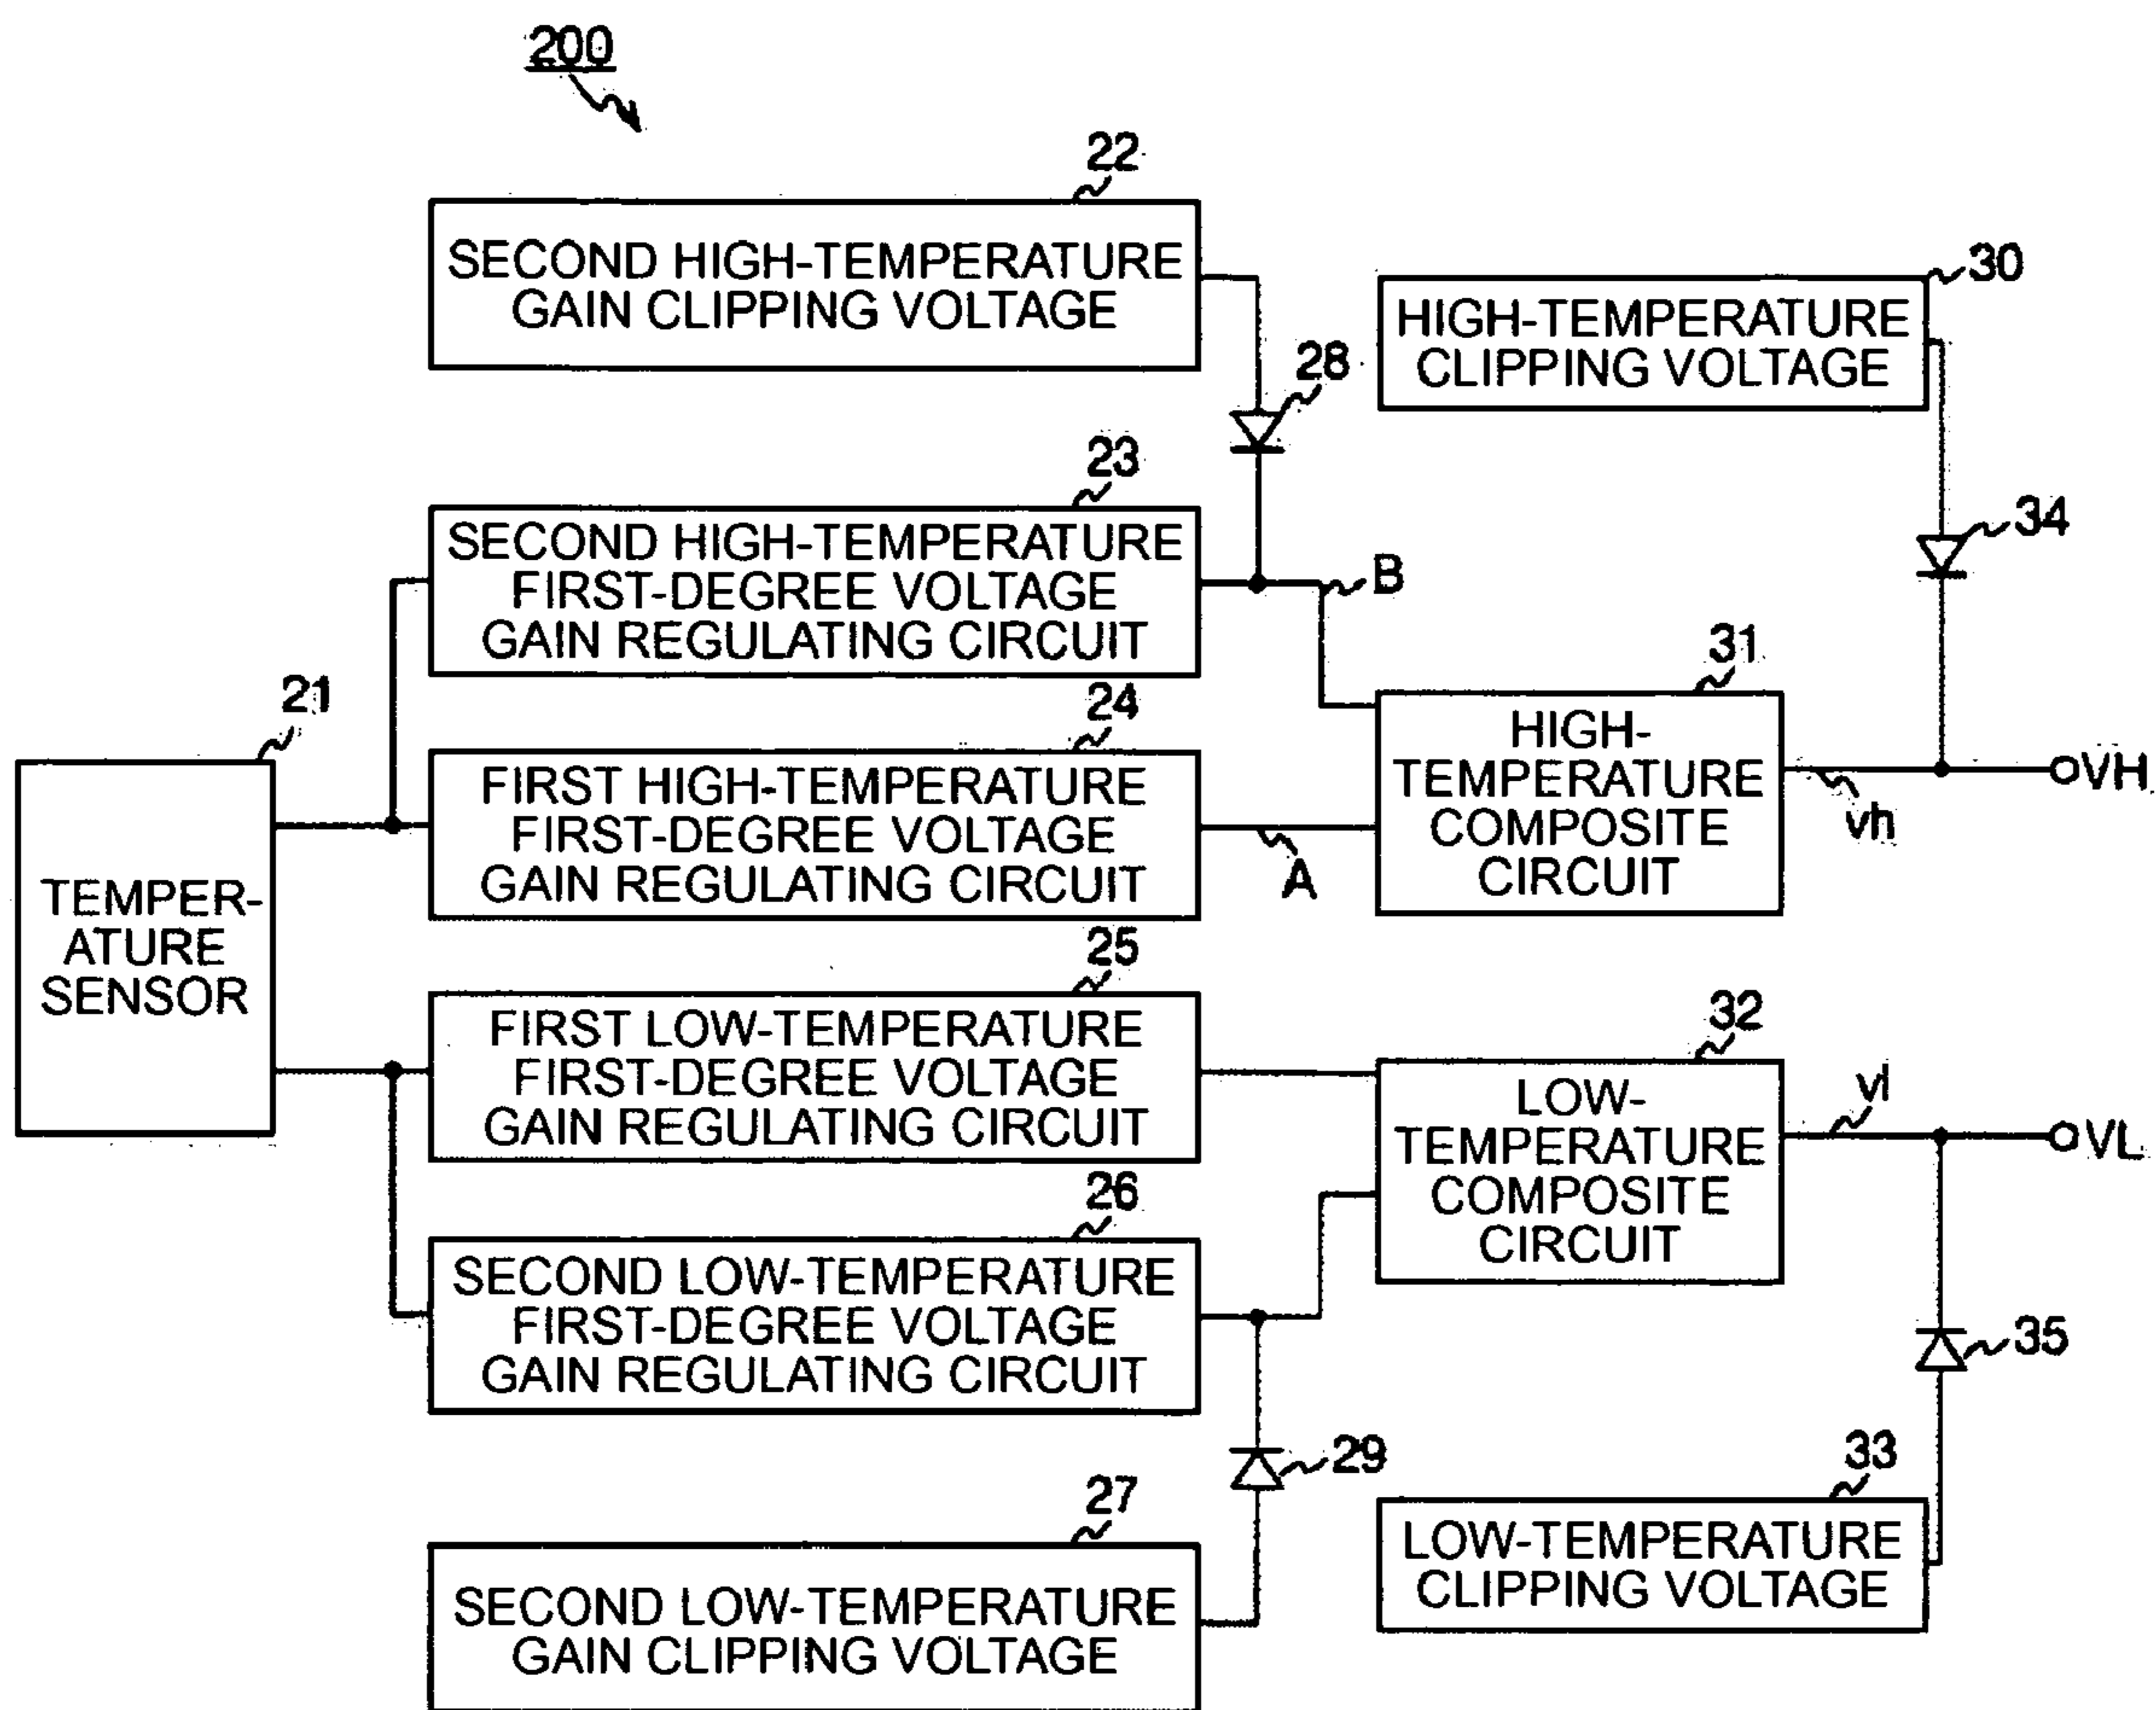 200
22
SECOND HIGH-TEMPERATURE
GAIN CLIPPING VOLTAGE
30
HIGH-TEMPERATURE
CLIPPING VOLTAGE
28
23
SECOND HIGH-TEMPERATURE
FIRST-DEGREE VOLTAGE
GAIN REGULATING CIRCUIT
34
B
31
HIGH-
TEMPERATURE
COMPOSITE
CIRCUIT
21
TEMPER-
ATURE
SENSOR
24
FIRST HIGH-TEMPERATURE
FIRST-DEGREE VOLTAGE
GAIN REGULATING CIRCUIT
A
vh
VH
25
FIRST LOW-TEMPERATURE
FIRST-DEGREE VOLTAGE
GAIN REGULATING CIRCUIT
32
LOW-
TEMPERATURE
COMPOSITE
CIRCUIT
vl
VL
26
SECOND LOW-TEMPERATURE
FIRST-DEGREE VOLTAGE
GAIN REGULATING CIRCUIT
35
29
33
LOW-TEMPERATURE
CLIPPING VOLTAGE
27
SECOND LOW-TEMPERATURE
GAIN CLIPPING VOLTAGE